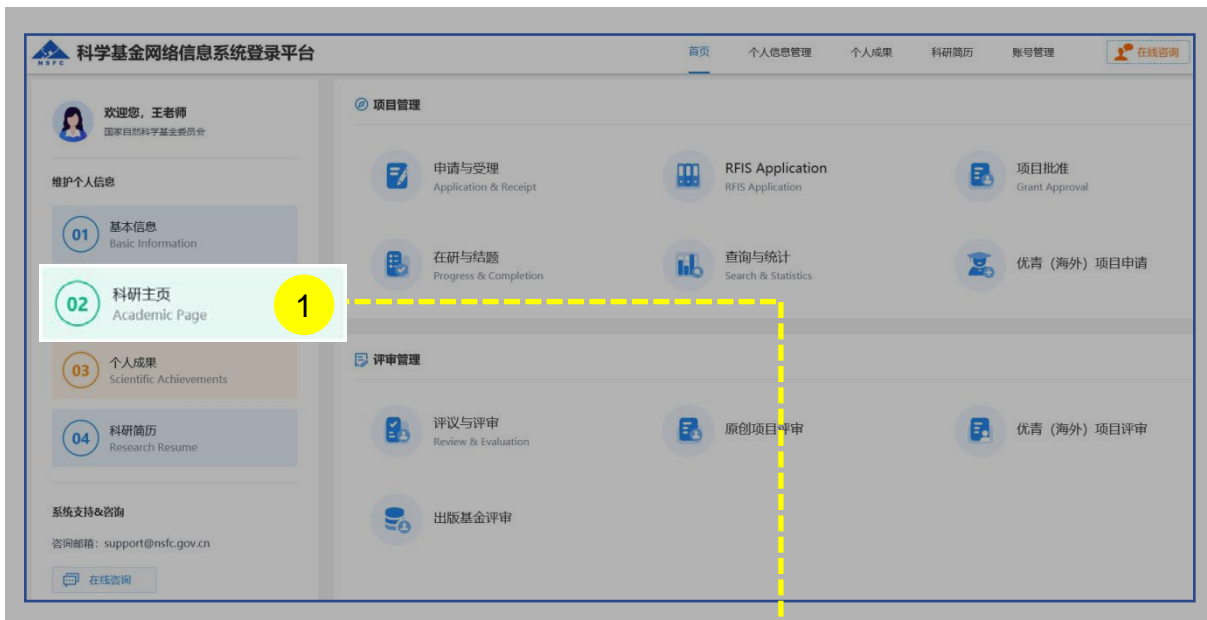 NSFC
科学基金网络信息系统登录平台
首页 个人信息管理 个人成果 科研简历 账号管理 在线咨询
欢迎您，王老师
国家自然科学基金委员会
维护个人信息
01 基本信息
Basic Information
02 科研主页
Academic Page
1
03 个人成果
Scientific Achievements
04 科研简历
Research Resume
系统支持&咨询
咨询邮箱：support@nsfc.gov.cn
在线咨询
项目管理
申请与受理
Application & Receipt
RFIS Application
RFIS Application
项目批准
Grant Approval
在研与结题
Progress & Completion
查询与统计
Search & Statistics
优青（海外）项目申请
评审管理
评议与评审
Review & Evaluation
原创项目评审
优青（海外）项目评审
出版基金评审